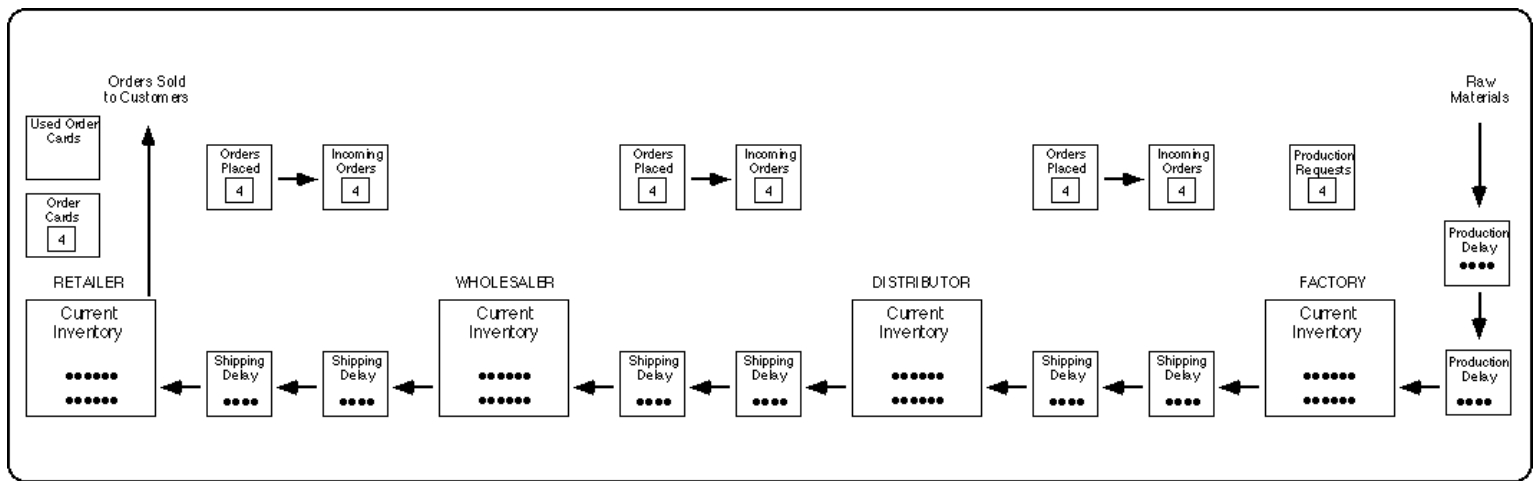 Orders Sold
to Customers
Raw
Materials
Used Order
Cards
Orders
Placed
4
Incoming
Orders
4
Orders
Placed
4
Incoming
Orders
4
Orders
Placed
4
Incoming
Orders
4
Production
Requests
4
Order
Cards
4
Production
Delay
RETAILER
WHOLESALER
DISTRIBUTOR
FACTORY
Current
Inventory
Current
Inventory
Current
Inventory
Current
Inventory
Shipping
Delay
Shipping
Delay
Shipping
Delay
Shipping
Delay
Shipping
Delay
Shipping
Delay
Production
Delay